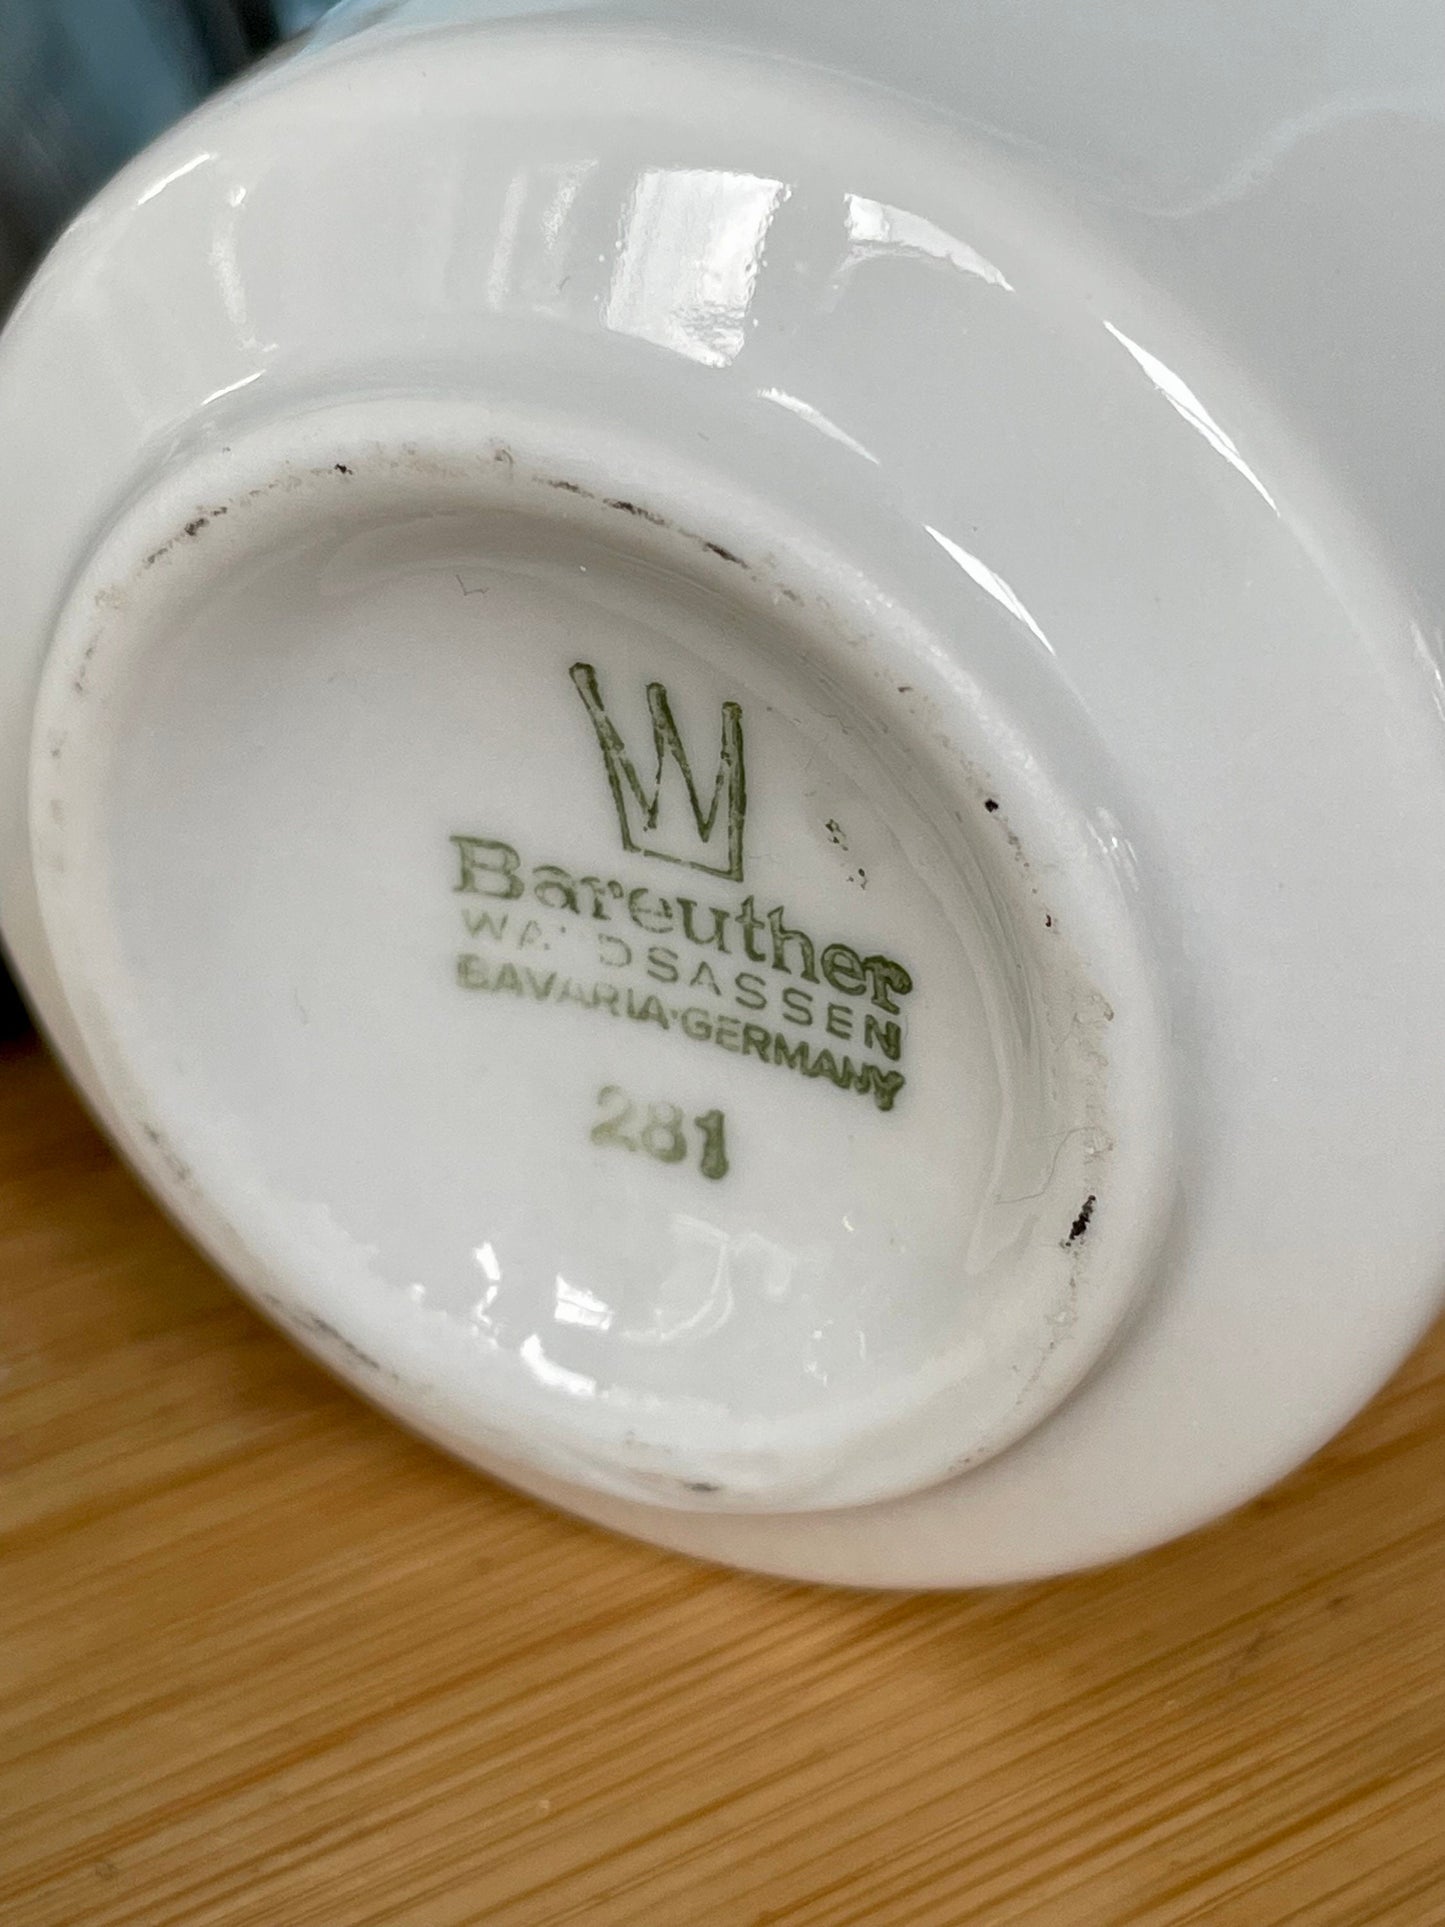 W
Bareuther
WALDSASSEN
BAVARIA·GERMANY
281